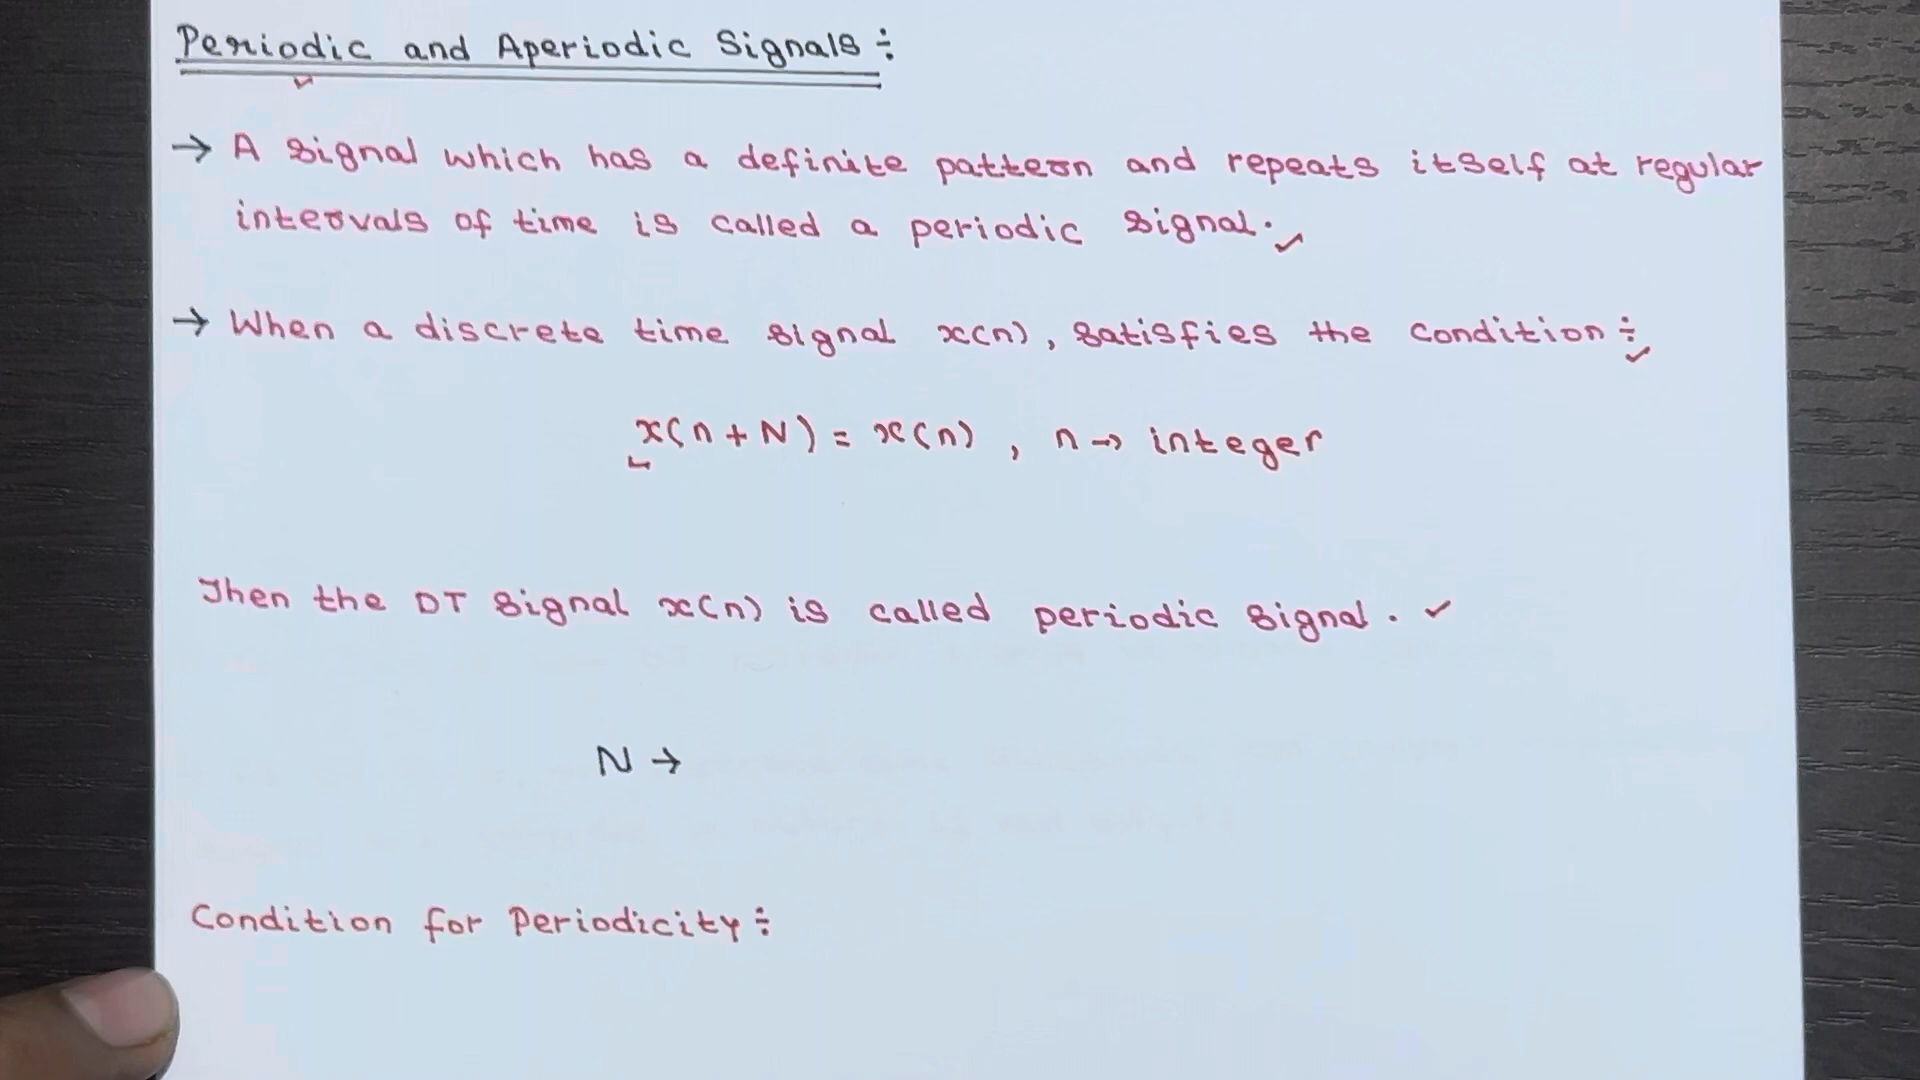 Periodic and Aperiodic Signals ÷
→ A signal which has a definite pattern and repeats itself at regular
intervals of time is called a periodic signal.
→ When a discrete time signal x(n), satisfies the condition ÷
x(n+N) = x(n) , n → integer
Then the DT signal x(n) is called periodic signal.
N →
Condition for Periodicity ÷